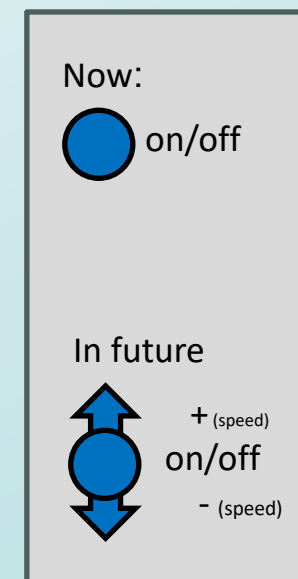 Now:
on/off
In future
+ (speed)
on/off
- (speed)